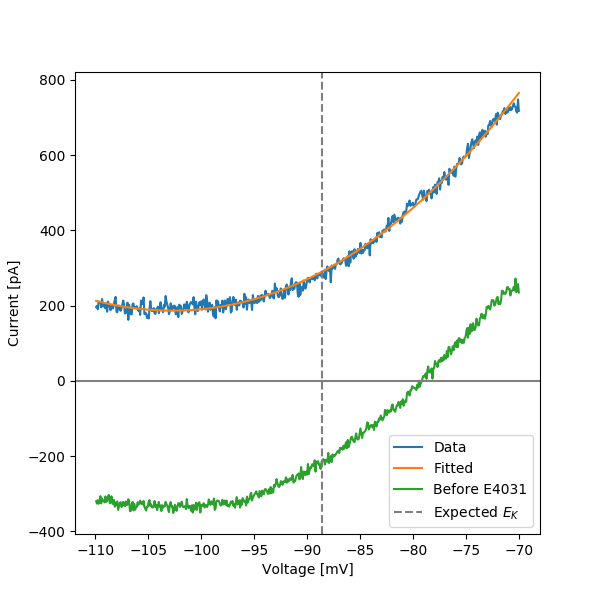 800
600
400
200
0
−200
−400
Current [pA]
−110
−105
−100
−95
−90
−85
−80
−75
−70
Voltage [mV]
Data
Fitted
Before E4031
Expected E_K